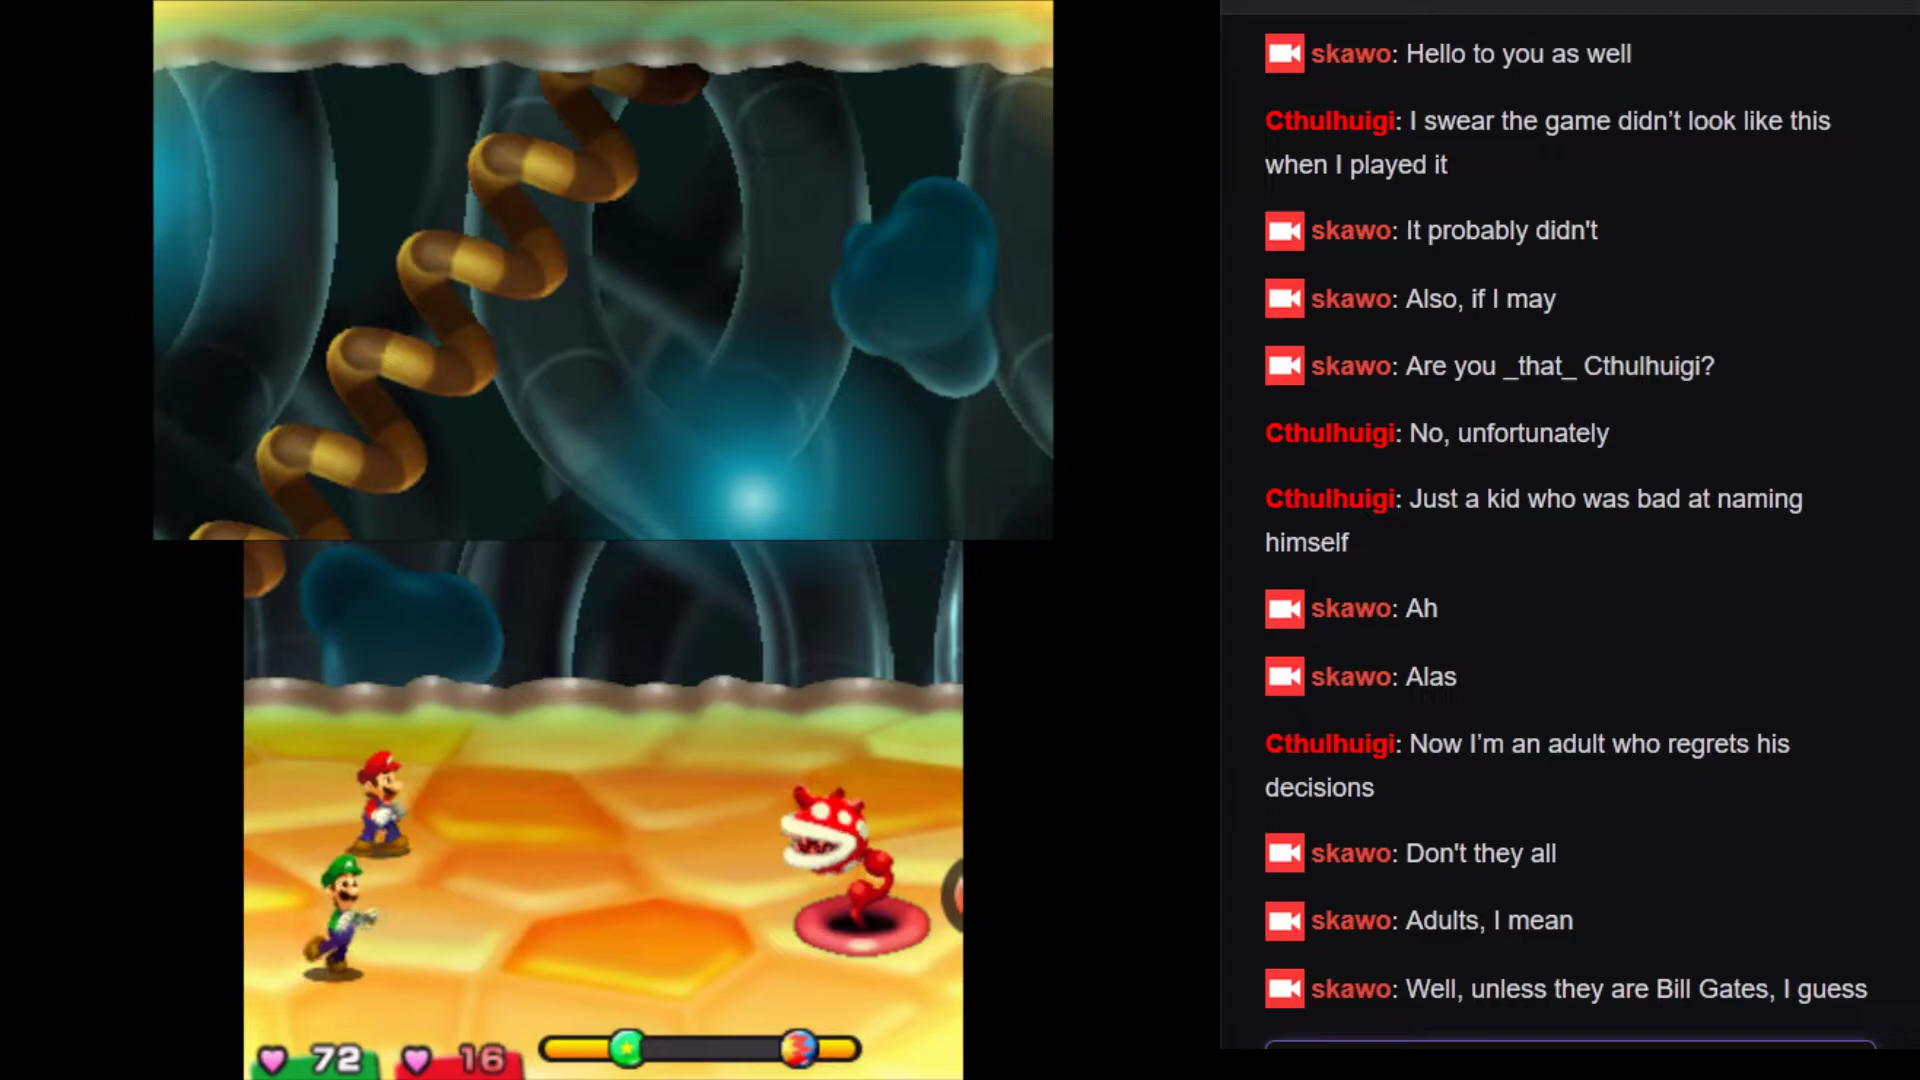 skawo: Hello to you as well
Cthulhuigi: I swear the game didn’t look like this
when I played it
skawo: It probably didn't
skawo: Also, if I may
skawo: Are you _that_ Cthulhuigi?
Cthulhuigi: No, unfortunately
Cthulhuigi: Just a kid who was bad at naming
himself
skawo: Ah
skawo: Alas
Cthulhuigi: Now I’m an adult who regrets his
decisions
skawo: Don't they all
skawo: Adults, I mean
skawo: Well, unless they are Bill Gates, I guess
72
16